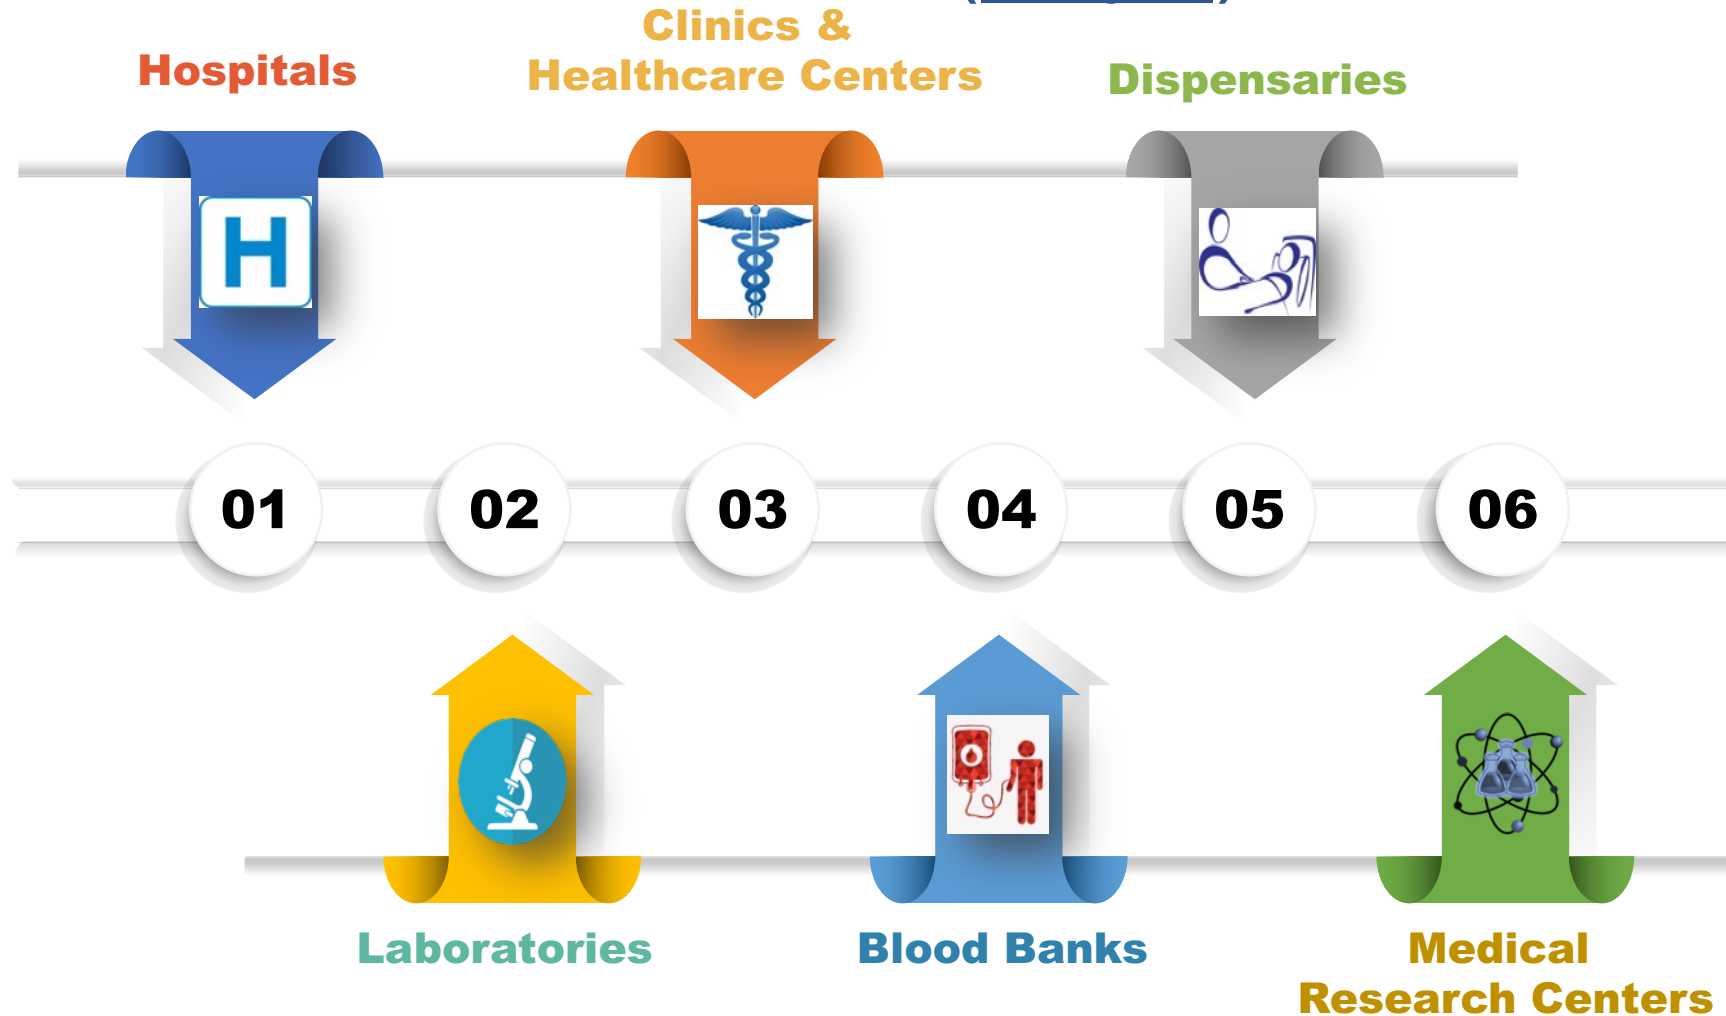 Clinics &
Healthcare Centers
Hospitals
Dispensaries
H
01
02
03
04
05
06
Laboratories
Blood Banks
Medical
Research Centers